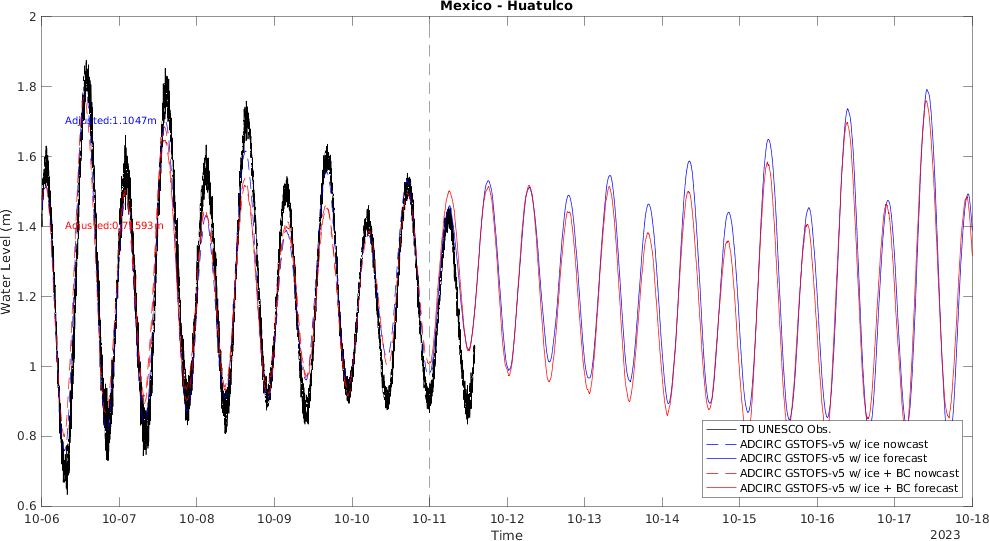 Mexico - Huatulco
2
1.8
1.6
1.4
1.2
1
0.8
0.6
Water Level (m)
Adjusted:1.1047m
10-06
10-07
10-08
10-09
10-10
10-11
10-12
10-13
10-14
10-15
10-16
10-17
10-18
Time
2023
TD UNESCO Obs.
ADCIRC GSTOFS-v5 w/ ice nowcast
ADCIRC GSTOFS-v5 w/ ice forecast
ADCIRC GSTOFS-v5 w/ ice + BC nowcast
ADCIRC GSTOFS-v5 w/ ice + BC forecast